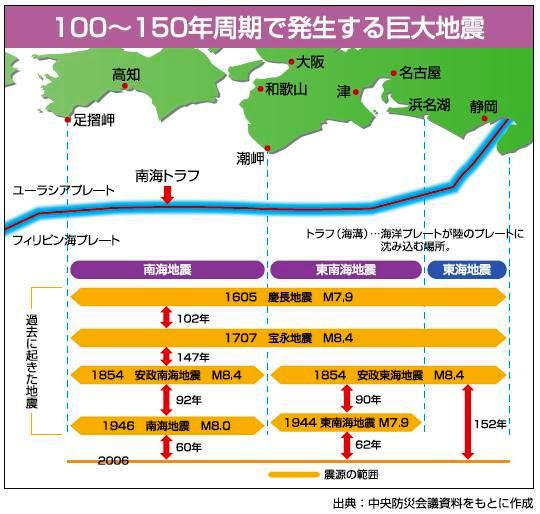 100〜150年周期で発生する巨大地震
大阪
名古屋
高知
和歌山
津
浜名湖
静岡
足摺岬
潮岬
南海トラフ
ユーラシアプレート
フィリピン海プレート
トラフ（海溝）…海洋プレートが陸のプレートに
沈み込む場所。
南海地震
東南海地震
東海地震
過去に起きた地震
1605 慶長地震 M7,9
102年
1707 宝永地震 M8,4
147年
1854 安政南海地震 M8,4
1854 安政東海地震 M8,4
92年
90年
152年
1946 南海地震 M8.0
1944 東南海地震 M7.9
60年
62年
2006
震源の範囲
出典：中央防災会議資料をもとに作成